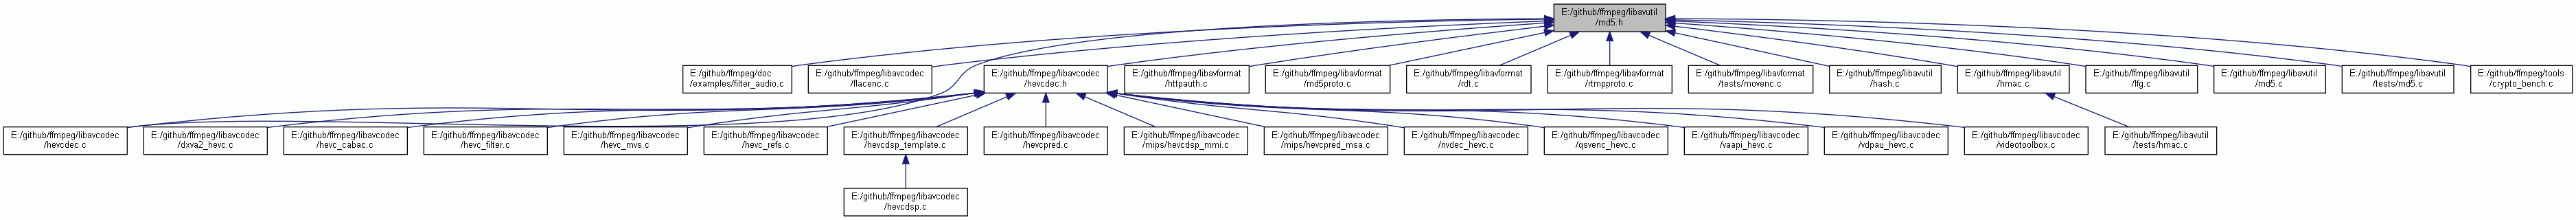 E:/github/ffmpeg/libavutil
/md5.h
E:/github/ffmpeg/doc
/examples/filter_audio.c
E:/github/ffmpeg/libavcodec
/flacenc.c
E:/github/ffmpeg/libavcodec
/hevcdec.h
E:/github/ffmpeg/libavformat
/httpauth.c
E:/github/ffmpeg/libavformat
/md5proto.c
E:/github/ffmpeg/libavformat
/rdt.c
E:/github/ffmpeg/libavformat
/rtmpproto.c
E:/github/ffmpeg/libavformat
/tests/movenc.c
E:/github/ffmpeg/libavutil
/hash.c
E:/github/ffmpeg/libavutil
/hmac.c
E:/github/ffmpeg/libavutil
/lfg.c
E:/github/ffmpeg/libavutil
/md5.c
E:/github/ffmpeg/libavutil
/tests/md5.c
E:/github/ffmpeg/tools
/crypto_bench.c
E:/github/ffmpeg/libavcodec
/hevcdec.c
E:/github/ffmpeg/libavcodec
/dxva2_hevc.c
E:/github/ffmpeg/libavcodec
/hevc_cabac.c
E:/github/ffmpeg/libavcodec
/hevc_filter.c
E:/github/ffmpeg/libavcodec
/hevc_mvs.c
E:/github/ffmpeg/libavcodec
/hevc_refs.c
E:/github/ffmpeg/libavcodec
/hevcdsp_template.c
E:/github/ffmpeg/libavcodec
/hevcpred.c
E:/github/ffmpeg/libavcodec
/mips/hevcdsp_mmi.c
E:/github/ffmpeg/libavcodec
/mips/hevcpred_msa.c
E:/github/ffmpeg/libavcodec
/nvdec_hevc.c
E:/github/ffmpeg/libavcodec
/qsvenc_hevc.c
E:/github/ffmpeg/libavcodec
/vaapi_hevc.c
E:/github/ffmpeg/libavcodec
/vdpau_hevc.c
E:/github/ffmpeg/libavcodec
/videotoolbox.c
E:/github/ffmpeg/libavutil
/tests/hmac.c
E:/github/ffmpeg/libavcodec
/hevcdsp.c